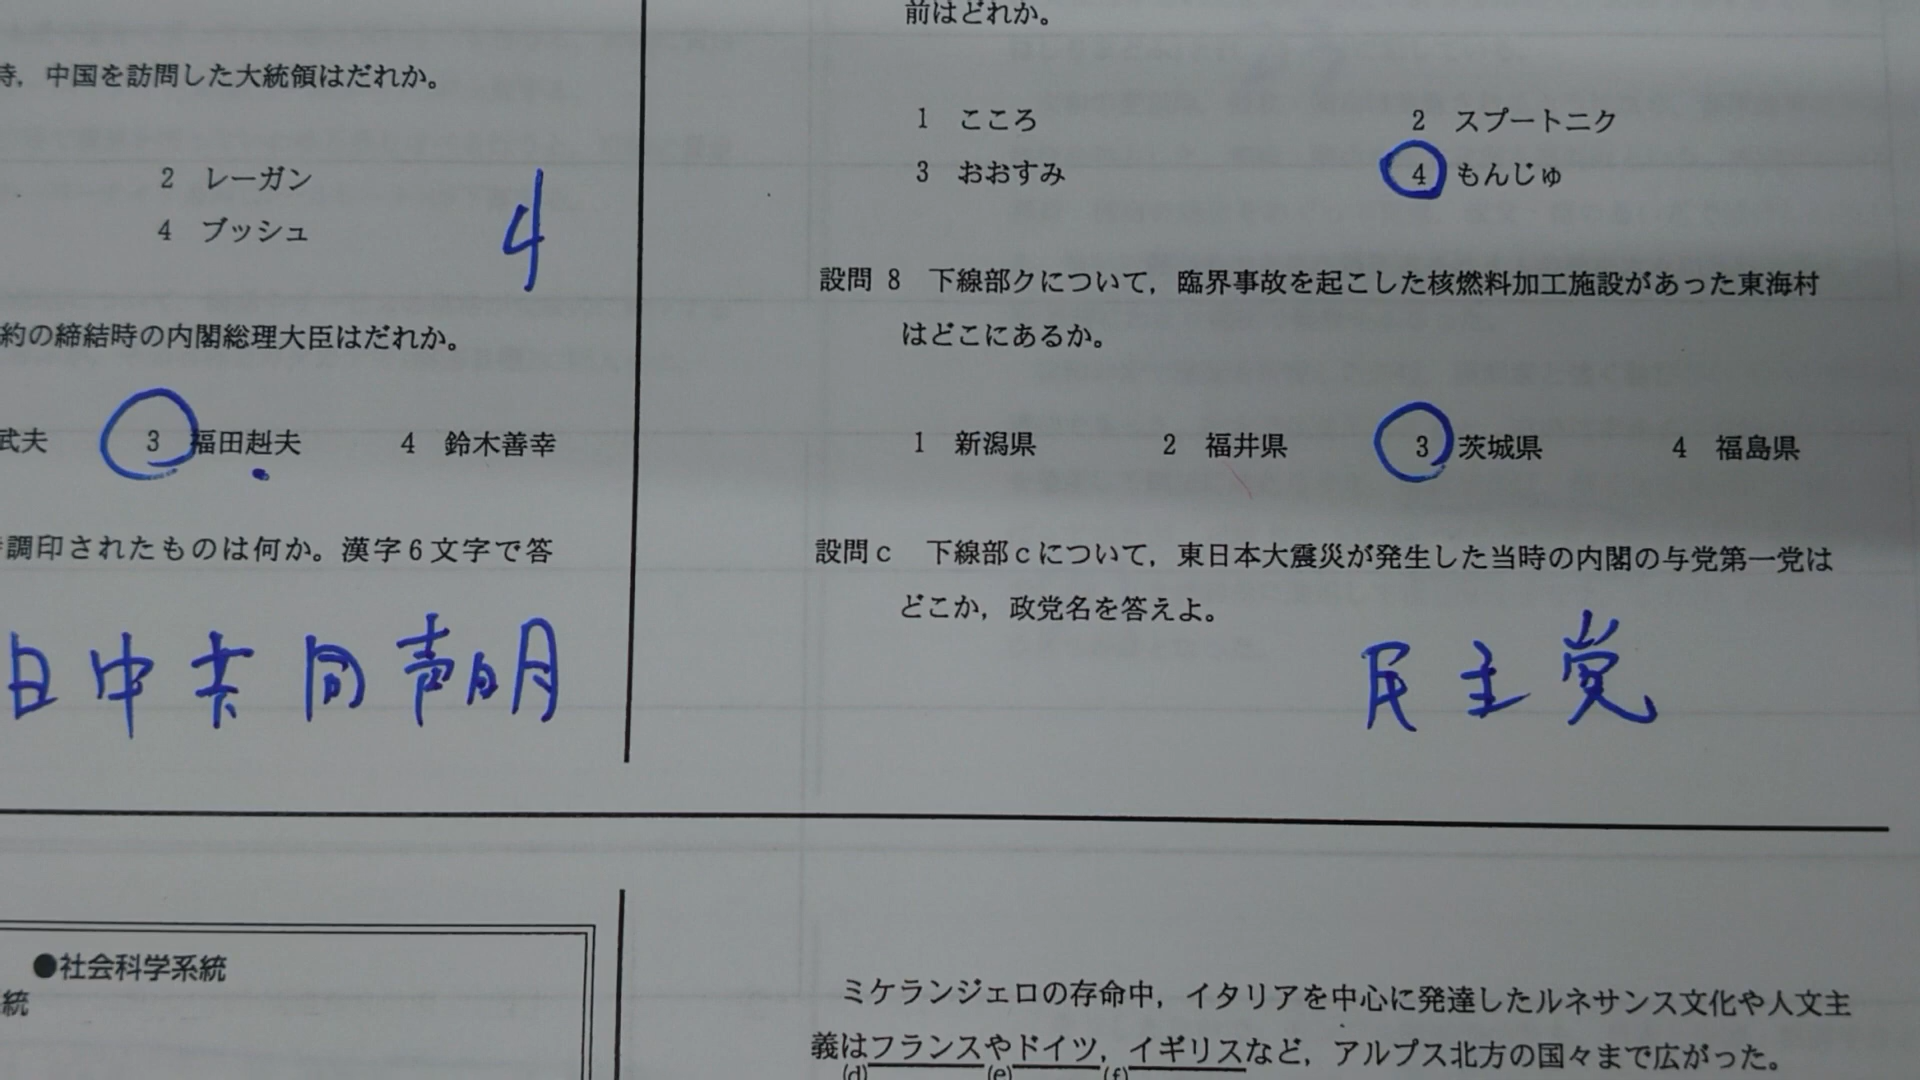 時，中国を訪問した大統領はだれか。
2 レーガン
4 ブッシュ
4
約の締結時の内閣総理大臣はだれか。
武夫 3 福田赳夫 4 鈴木善幸
調印されたものは何か。漢字6文字で答
日中共同声明
●社会科学系統
統
前はどれか。
1 こころ 2 スプートニク
3 おおすみ 4 もんじゅ
設問 8 下線部クについて，臨界事故を起こした核燃料加工施設があった東海村
はどこにあるか。
1 新潟県 2 福井県 3 茨城県 4 福島県
設問ｃ 下線部ｃについて，東日本大震災が発生した当時の内閣の与党第一党は
どこか，政党名を答えよ。
民主党
ミケランジェロの存命中，イタリアを中心に発達したルネサンス文化や人文主
義はフランスやドイツ，イギリスなど，アルプス北方の国々まで広がった。
(d) (e) (f)